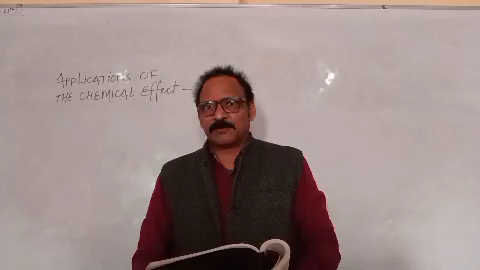 Applications OF
THE CHEMICAL Effect -